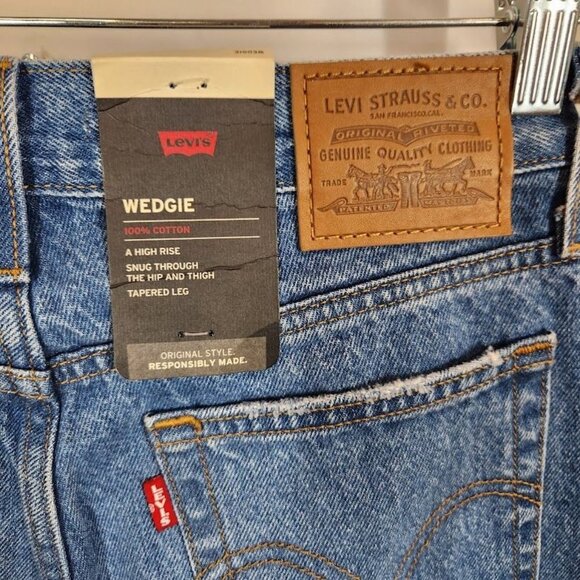 WEDGIE
Levi's
WEDGIE
100% COTTON
A HIGH RISE
SNUG THROUGH
THE HIP AND THIGH
TAPERED LEG
ORIGINAL STYLE.
RESPONSIBLY MADE.
LEVI STRAUSS & CO.
SAN FRANCISCO, CAL.
ORIGINAL RIVETED
GENUINE QUALITY CLOTHING
TRADE MARK
PATENTED
LEVI'S